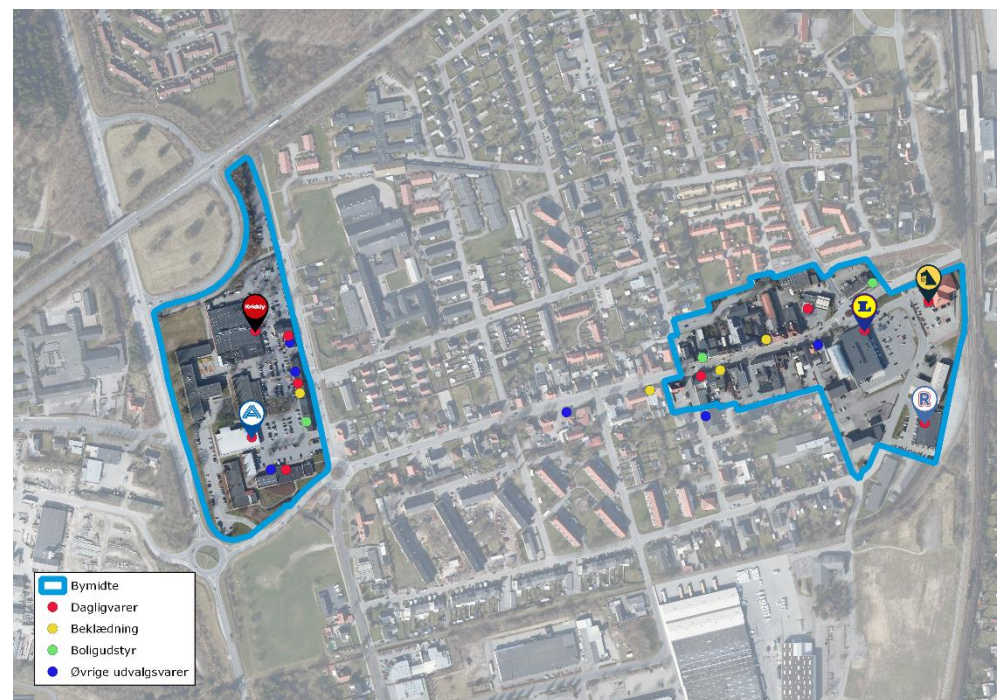 kvickly
A
L
R
Bymidte
Dagligvarer
Beklædning
Boligudstyr
Øvrige udvalgsvarer